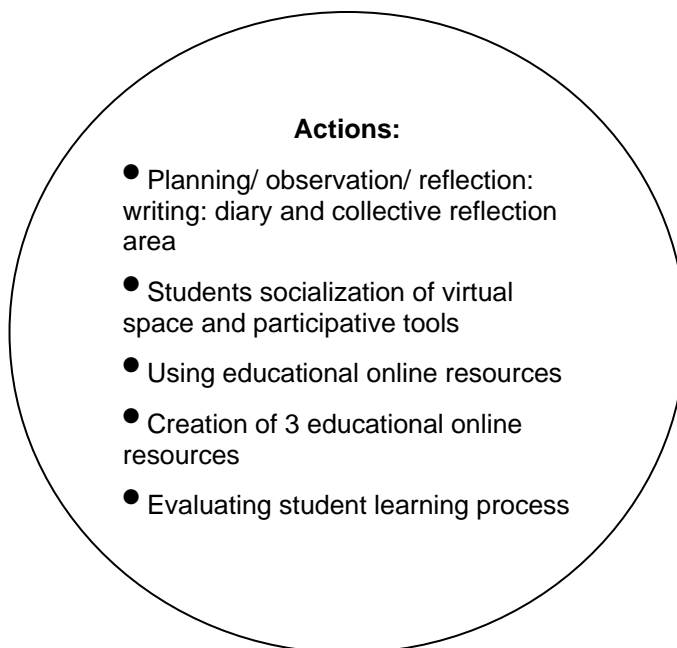 Actions:
• Planning/ observation/ reflection:
writing: diary and collective reflection
area
• Students socialization of virtual
space and participative tools
• Using educational online resources
• Creation of 3 educational online
resources
• Evaluating student learning process